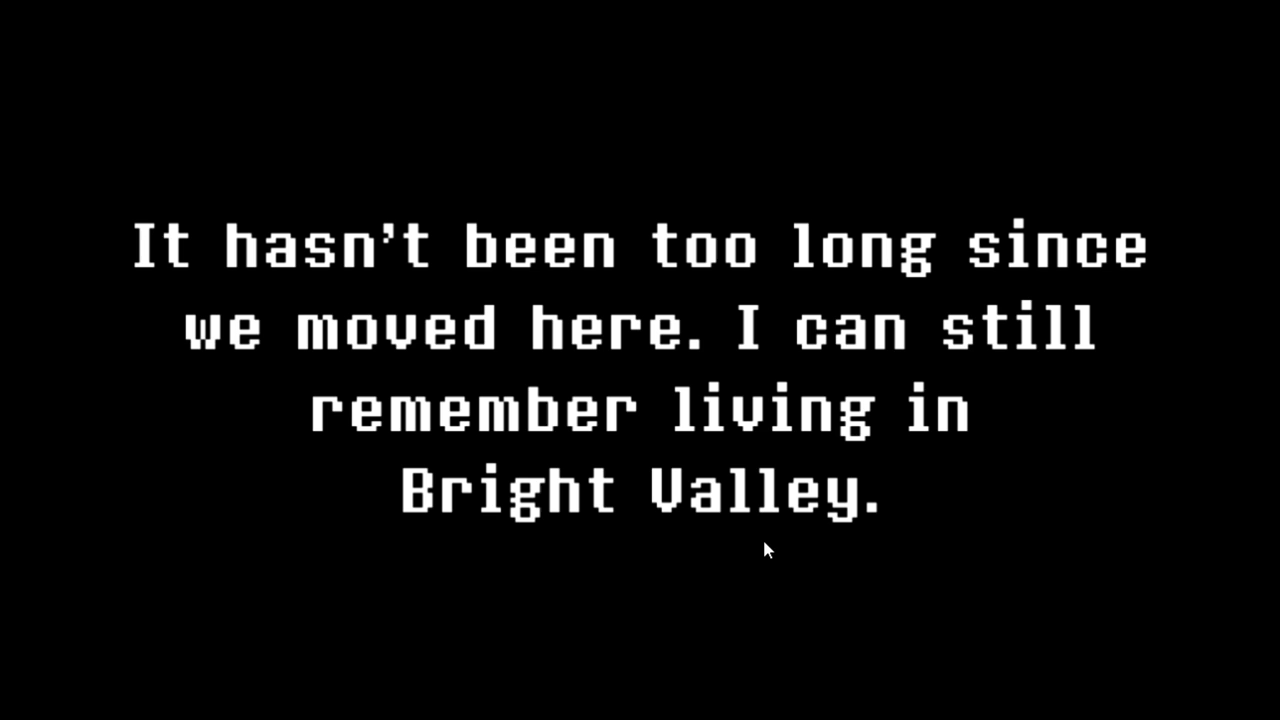 It hasn't been too long since
we moved here. I can still
remember living in
Bright Valley.